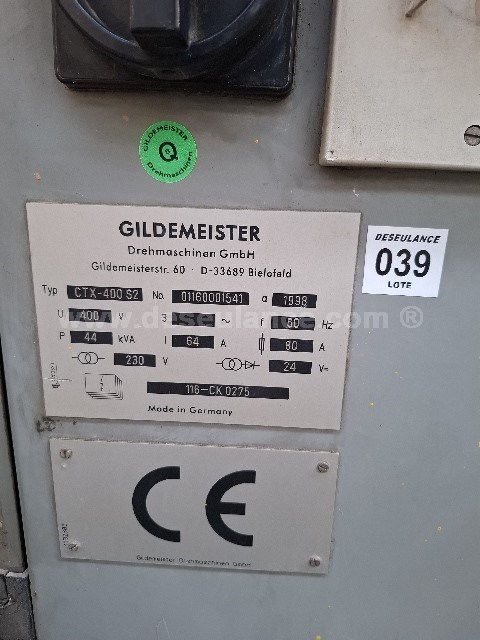 GILDEMEISTER
Q
Drehmaschinen
GILDEMEISTER
Drehmaschinen GmbH
Gildemeisterstr. 60 · D-33689 Bielefeld
Typ CTX-400 S2 No. 01160001541 a 1998
U 400 V 3 ~ f 50 Hz
P 44 kVA I 64 A 80 A
230 V 24 V=
116-CK 0275
Made in Germany
DESEULANCE
039
LOTE
www.deseulance.com ®
CE
Gildemeister Drehmaschinen GmbH